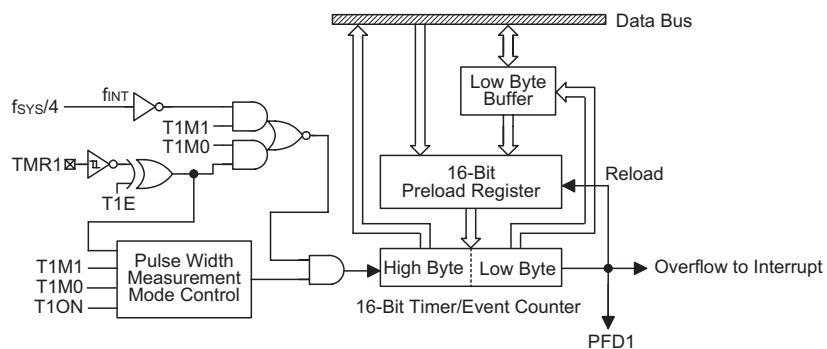 Data Bus
Low Byte
Buffer
fINT
fSYS/4
T1M1
T1M0
TMR1
T1E
16-Bit
Preload Register
Reload
T1M1
T1M0
T1ON
Pulse Width
Measurement
Mode Control
High Byte
Low Byte
Overflow to Interrupt
16-Bit Timer/Event Counter
PFD1